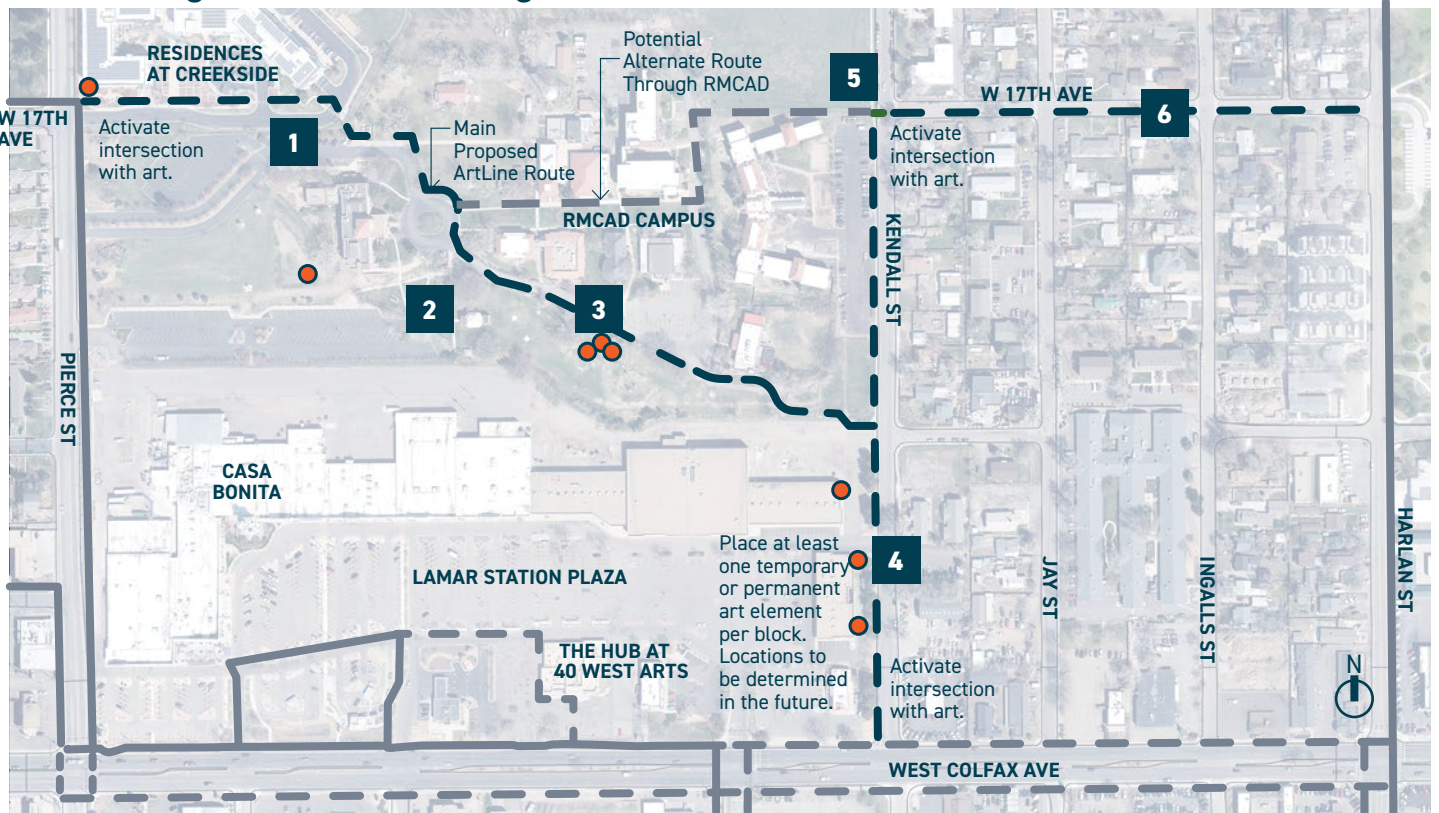 RESIDENCES
AT CREEKSIDE
Potential
Alternate Route
Through RMCAD
5
W 17TH AVE
6
W 17TH
AVE
Activate
intersection
with art.
1
Main
Proposed
ArtLine Route
Activate
intersection
with art.
RMCAD CAMPUS
KENDALL ST
2
3
PIERCE ST
CASA
BONITA
HARLAN ST
LAMAR STATION PLAZA
Place at least
one temporary
or permanent
art element
per block.
Locations to
be determined
in the future.
4
JAY ST
INGALLS ST
THE HUB AT
40 WEST ARTS
Activate
intersection
with art.
N
WEST COLFAX AVE